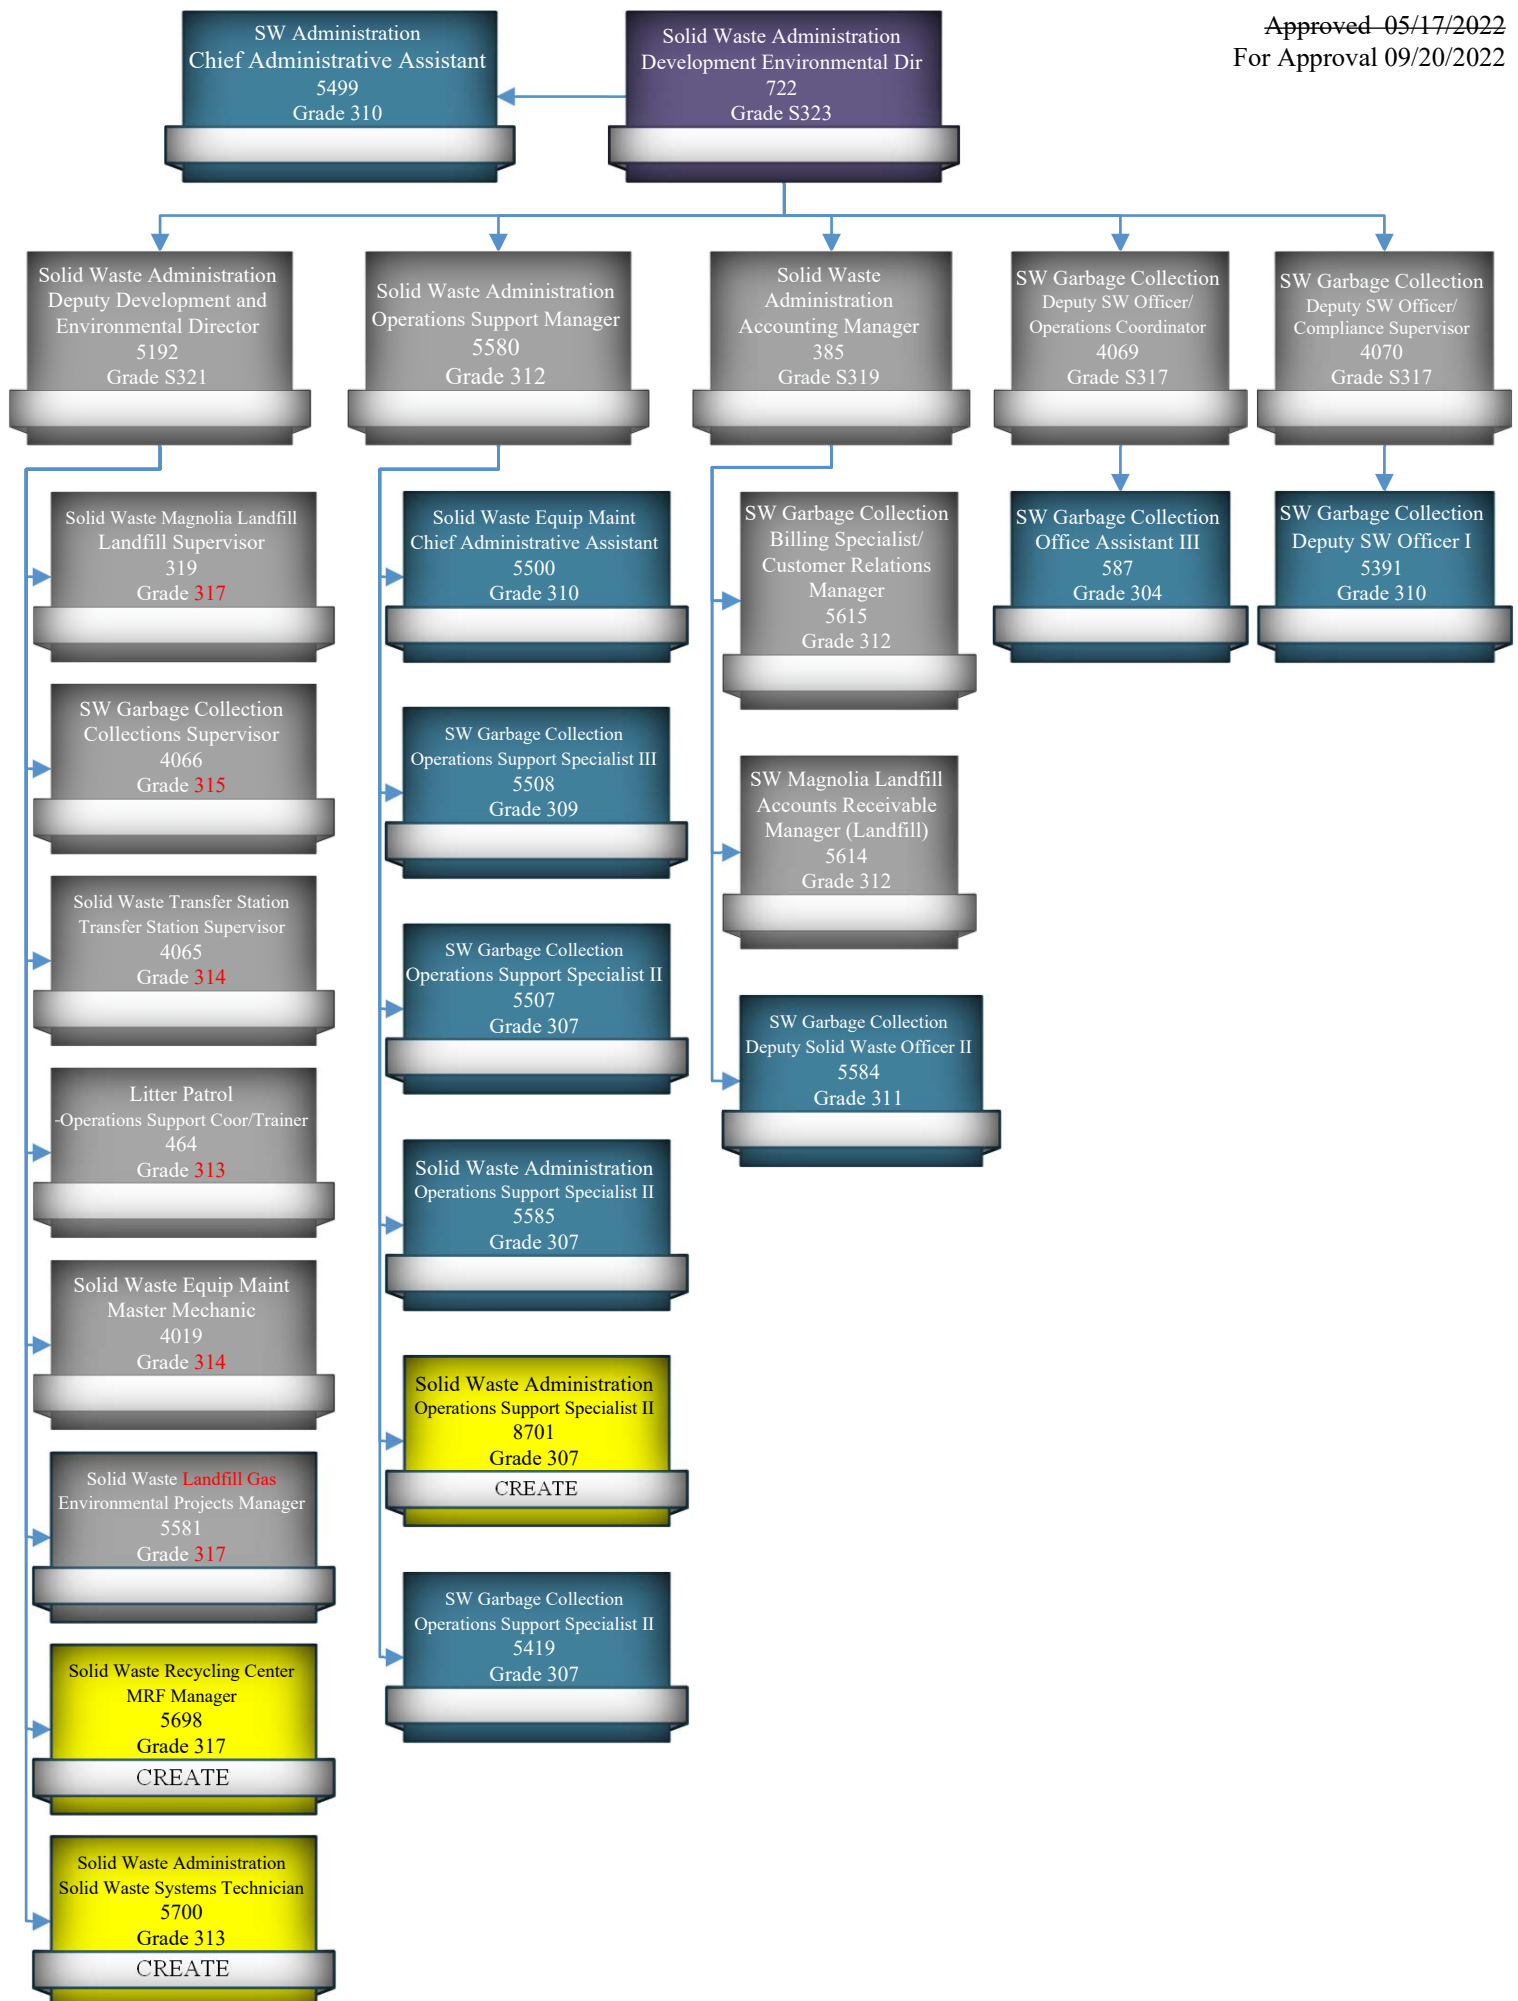 Approved 05/17/2022
For Approval 09/20/2022
SW Administration
Chief Administrative Assistant
5499
Grade 310
Solid Waste Administration
Development Environmental Dir
722
Grade S323
Solid Waste Administration
Deputy Development and
Environmental Director
5192
Grade S321
Solid Waste Administration
Operations Support Manager
5580
Grade 312
Solid Waste
Administration
Accounting Manager
385
Grade S319
SW Garbage Collection
Deputy SW Officer/
Operations Coordinator
4069
Grade S317
SW Garbage Collection
Deputy SW Officer/
Compliance Supervisor
4070
Grade S317
Solid Waste Magnolia Landfill
Landfill Supervisor
319
Grade 317
SW Garbage Collection
Collections Supervisor
4066
Grade 315
Solid Waste Transfer Station
Transfer Station Supervisor
4065
Grade 314
Litter Patrol
-Operations Support Coor/Trainer
464
Grade 313
Solid Waste Equip Maint
Master Mechanic
4019
Grade 314
Solid Waste Landfill Gas
Environmental Projects Manager
5581
Grade 317
Solid Waste Recycling Center
MRF Manager
5698
Grade 317
CREATE
Solid Waste Administration
Solid Waste Systems Technician
5700
Grade 313
CREATE
Solid Waste Equip Maint
Chief Administrative Assistant
5500
Grade 310
SW Garbage Collection
Operations Support Specialist III
5508
Grade 309
SW Garbage Collection
Operations Support Specialist II
5507
Grade 307
Solid Waste Administration
Operations Support Specialist II
5585
Grade 307
Solid Waste Administration
Operations Support Specialist II
8701
Grade 307
CREATE
SW Garbage Collection
Operations Support Specialist II
5419
Grade 307
SW Garbage Collection
Billing Specialist/
Customer Relations
Manager
5615
Grade 312
SW Magnolia Landfill
Accounts Receivable
Manager (Landfill)
5614
Grade 312
SW Garbage Collection
Deputy Solid Waste Officer II
5584
Grade 311
SW Garbage Collection
Office Assistant III
587
Grade 304
SW Garbage Collection
Deputy SW Officer I
5391
Grade 310